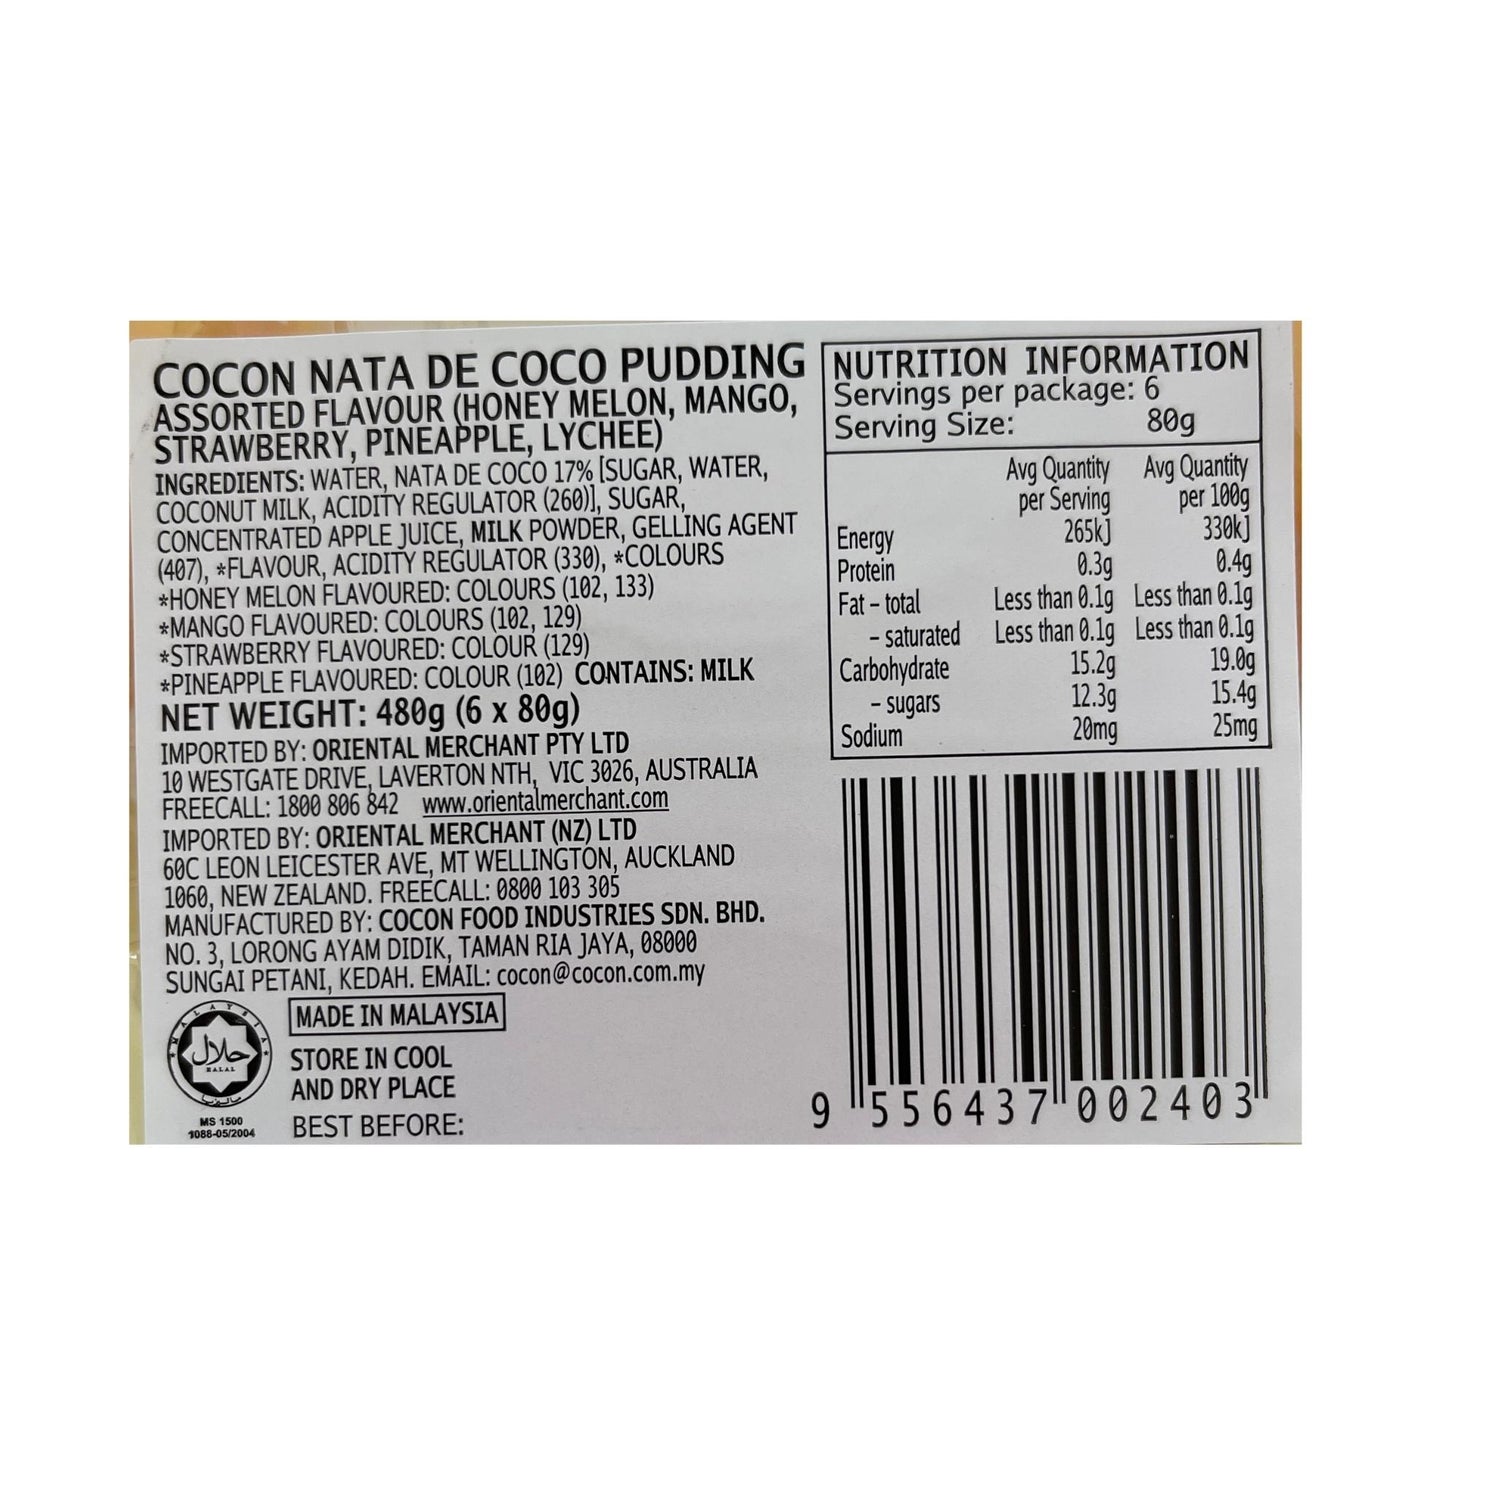 COCON NATA DE COCO PUDDING
ASSORTED FLAVOUR (HONEY MELON, MANGO,
STRAWBERRY, PINEAPPLE, LYCHEE)
INGREDIENTS: WATER, NATA DE COCO 17% [SUGAR, WATER,
COCONUT MILK, ACIDITY REGULATOR (260)], SUGAR,
CONCENTRATED APPLE JUICE, MILK POWDER, GELLING AGENT
(407), *FLAVOUR, ACIDITY REGULATOR (330), *COLOURS
*HONEY MELON FLAVOURED: COLOURS (102, 133)
*MANGO FLAVOURED: COLOURS (102, 129)
*STRAWBERRY FLAVOURED: COLOUR (129)
*PINEAPPLE FLAVOURED: COLOUR (102) CONTAINS: MILK
NET WEIGHT: 480g (6 x 80g)
IMPORTED BY: ORIENTAL MERCHANT PTY LTD
10 WESTGATE DRIVE, LAVERTON NTH, VIC 3026, AUSTRALIA
FREECALL: 1800 806 842 www.orientalmerchant.com
IMPORTED BY: ORIENTAL MERCHANT (NZ) LTD
60C LEON LEICESTER AVE, MT WELLINGTON, AUCKLAND
1060, NEW ZEALAND. FREECALL: 0800 103 305
MANUFACTURED BY: COCON FOOD INDUSTRIES SDN. BHD.
NO. 3, LORONG AYAM DIDIK, TAMAN RIA JAYA, 08000
SUNGAI PETANI, KEDAH. EMAIL: cocon@cocon.com.my
MALAYSIA
حلال
HALAL
MS 1500
1088-05/2004
MADE IN MALAYSIA
STORE IN COOL
AND DRY PLACE
BEST BEFORE:
NUTRITION INFORMATION
Servings per package: 6
Serving Size: 80g
Avg Quantity Avg Quantity
per Serving per 100g
Energy 265kJ 330kJ
Protein 0.3g 0.4g
Fat – total Less than 0.1g Less than 0.1g
– saturated Less than 0.1g Less than 0.1g
Carbohydrate 15.2g 19.0g
– sugars 12.3g 15.4g
Sodium 20mg 25mg
9 556437 002403